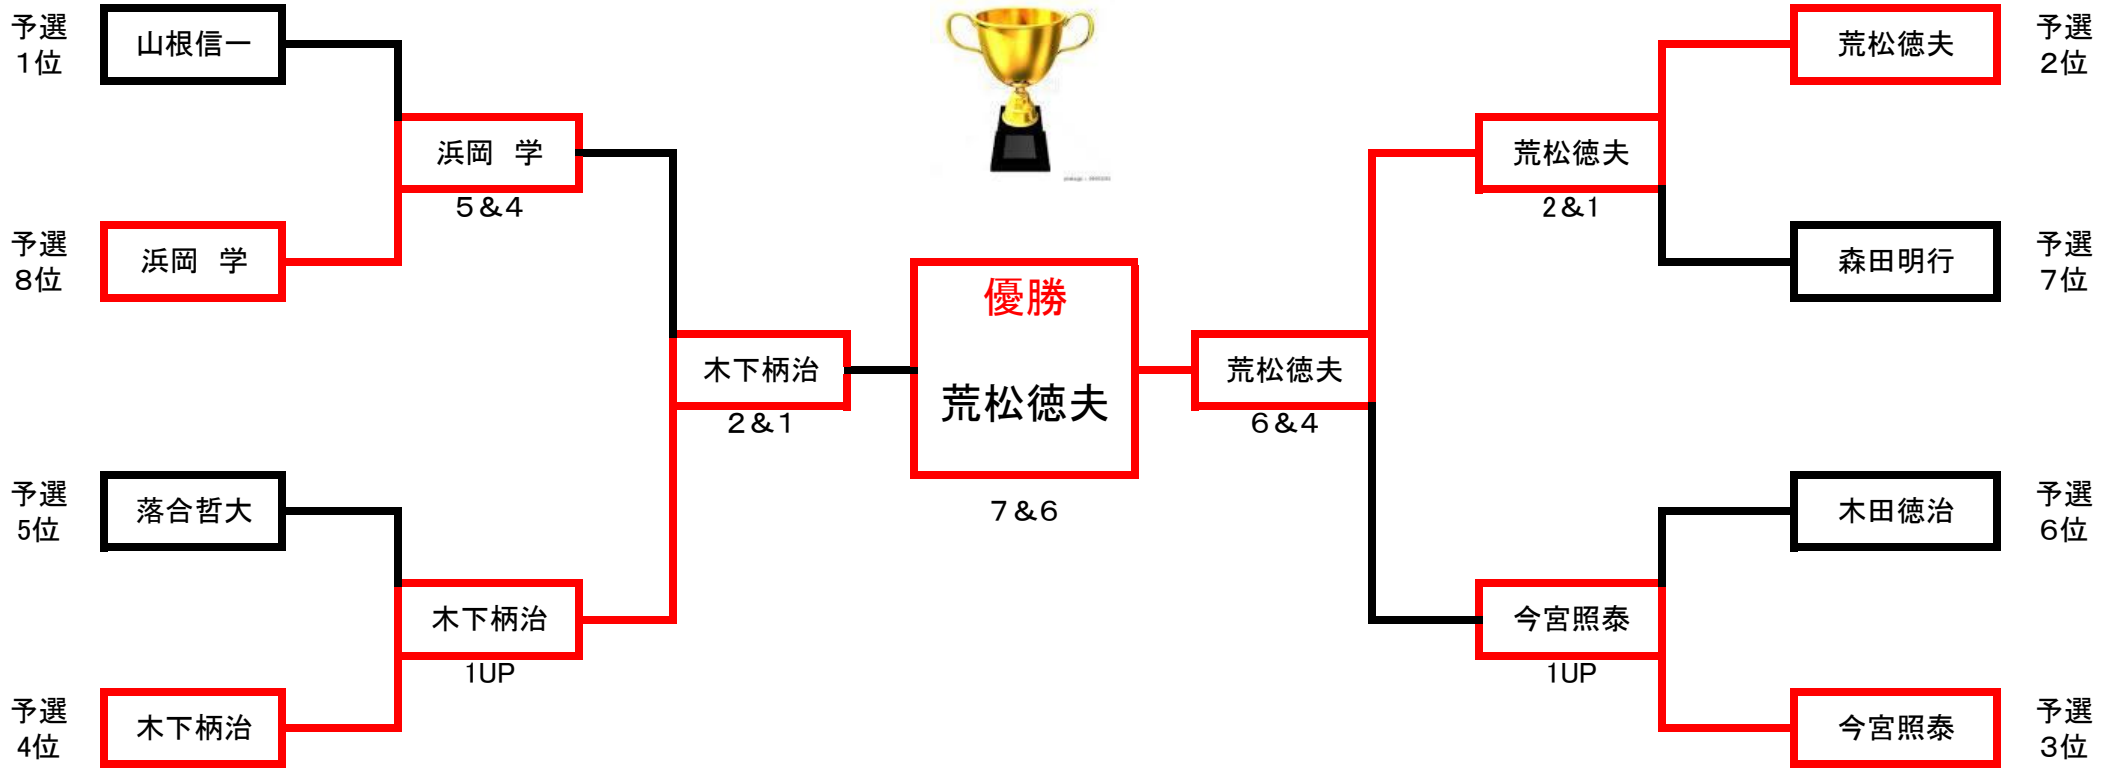 予選
1位
山根信一
荒松徳夫
予選
2位
浜岡　学
5&4
荒松徳夫
2&1
予選
8位
浜岡　学
森田明行
予選
7位
優勝
荒松徳夫
7&6
木下柄治
2&1
荒松徳夫
6&4
予選
5位
落合哲大
木田徳治
予選
6位
木下柄治
1UP
今宮照泰
1UP
予選
4位
木下柄治
今宮照泰
予選
3位